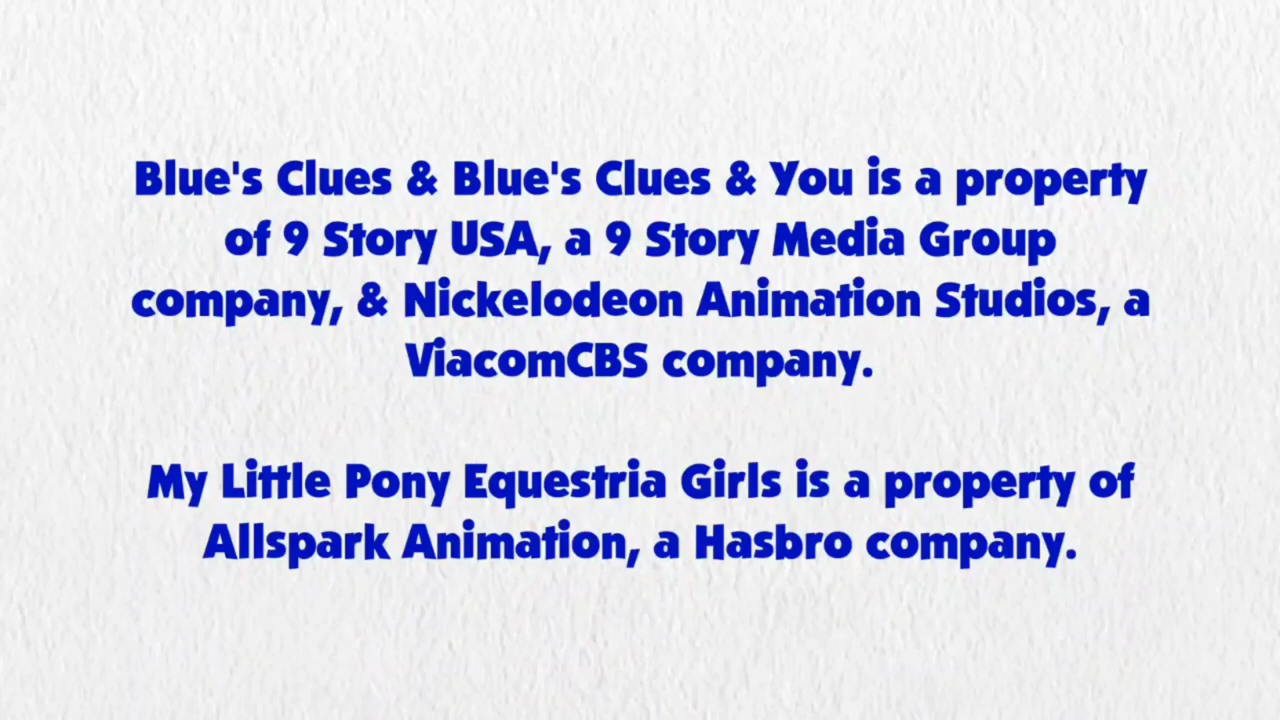 Blue's Clues & Blue's Clues & You is a property
of 9 Story USA, a 9 Story Media Group
company, & Nickelodeon Animation Studios, a
ViacomCBS company.
My Little Pony Equestria Girls is a property of
Allspark Animation, a Hasbro company.